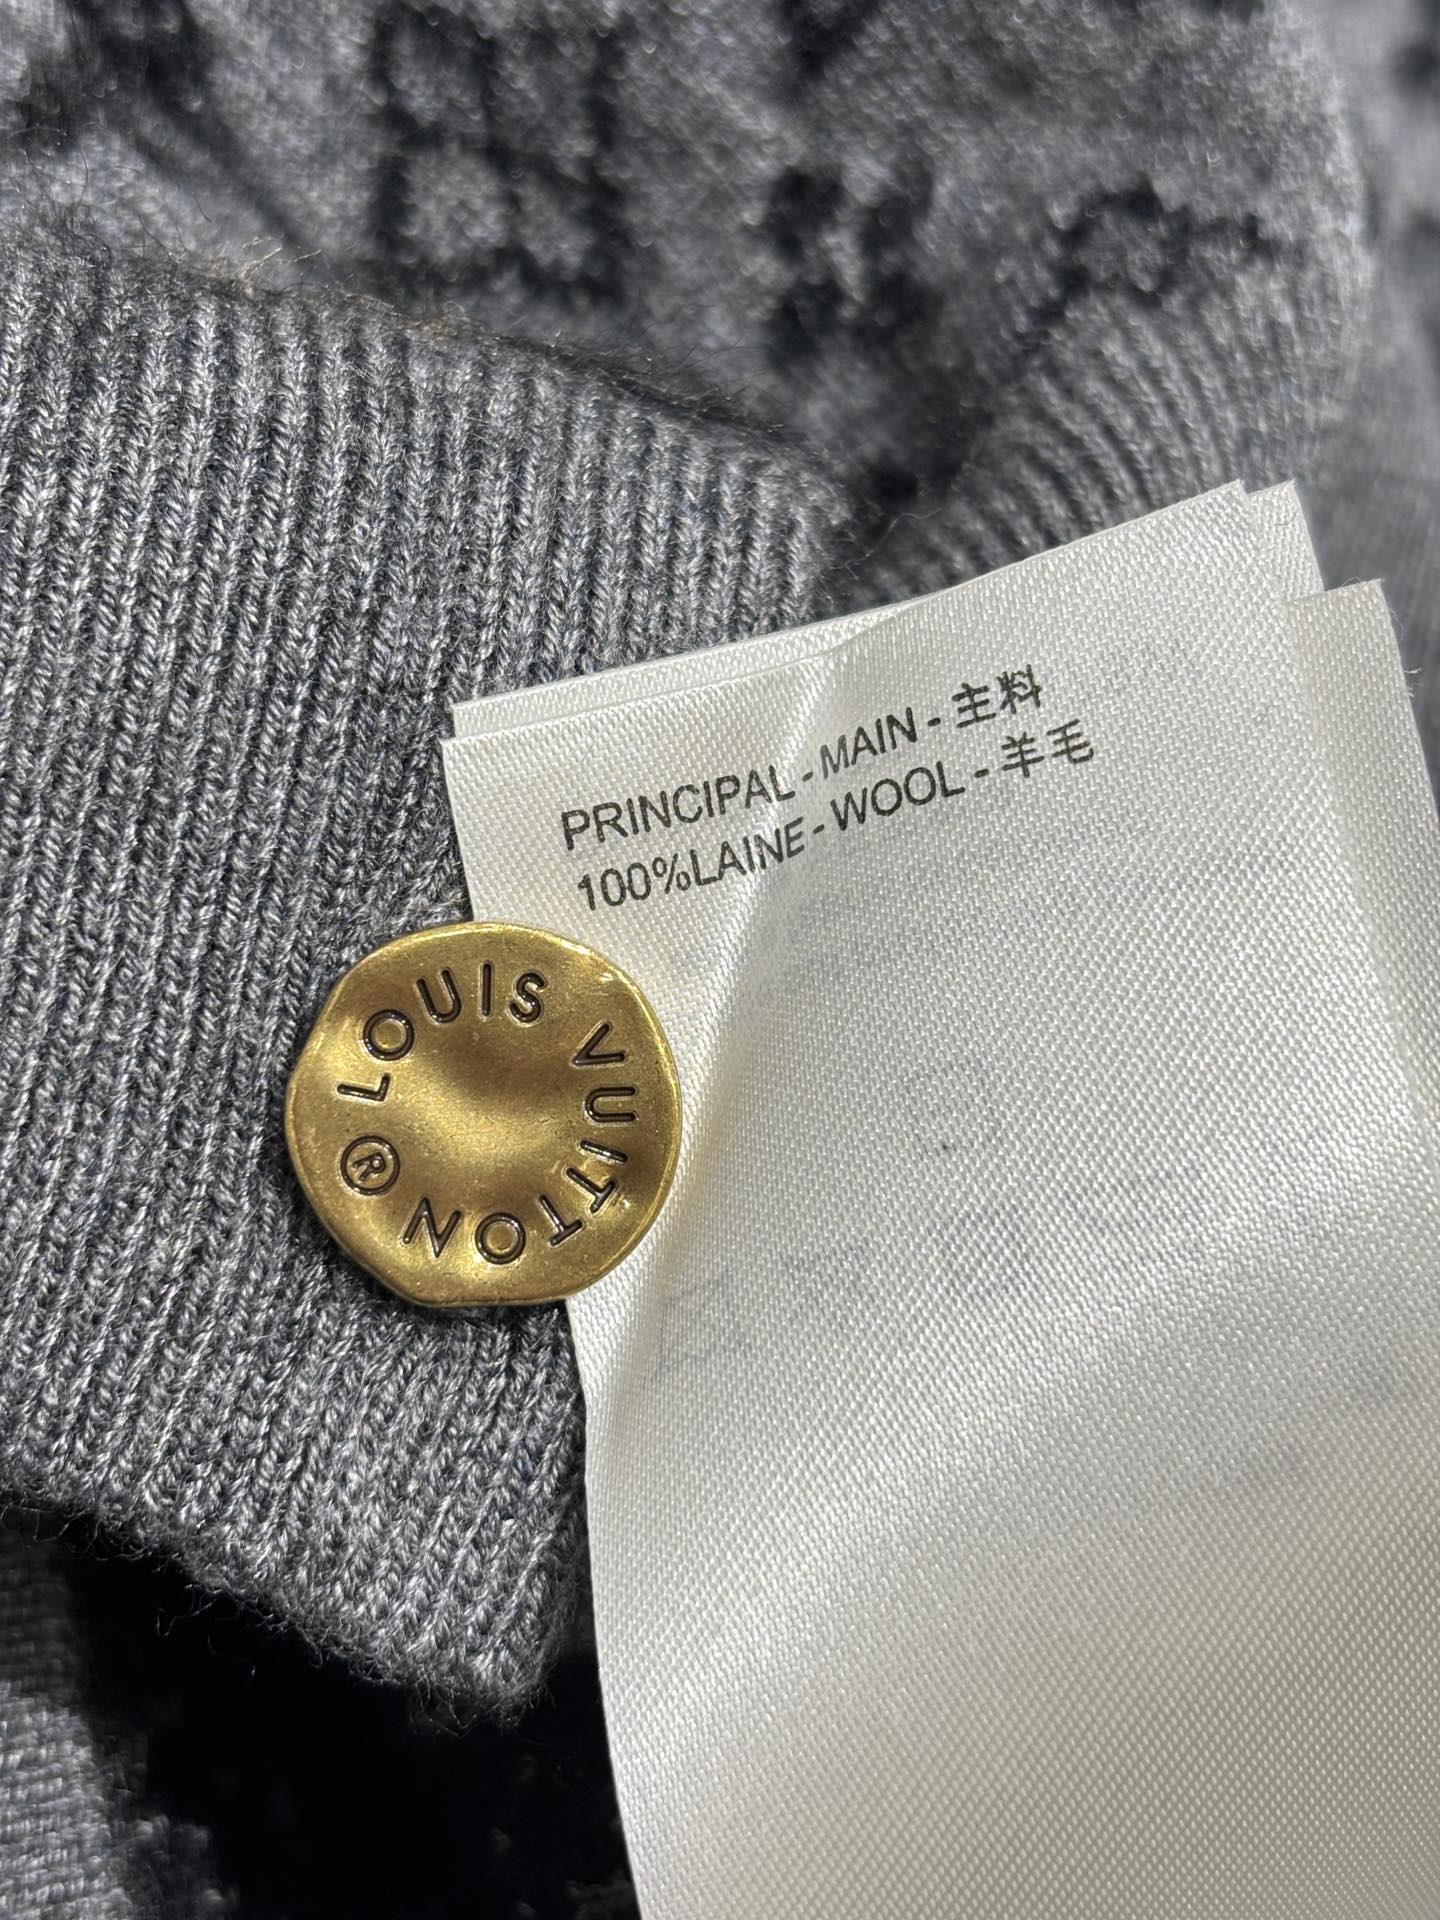 PRINCIPAL - MAIN - 主料
100%LAINE - WOOL - 羊毛
LOUIS VUITTON ®